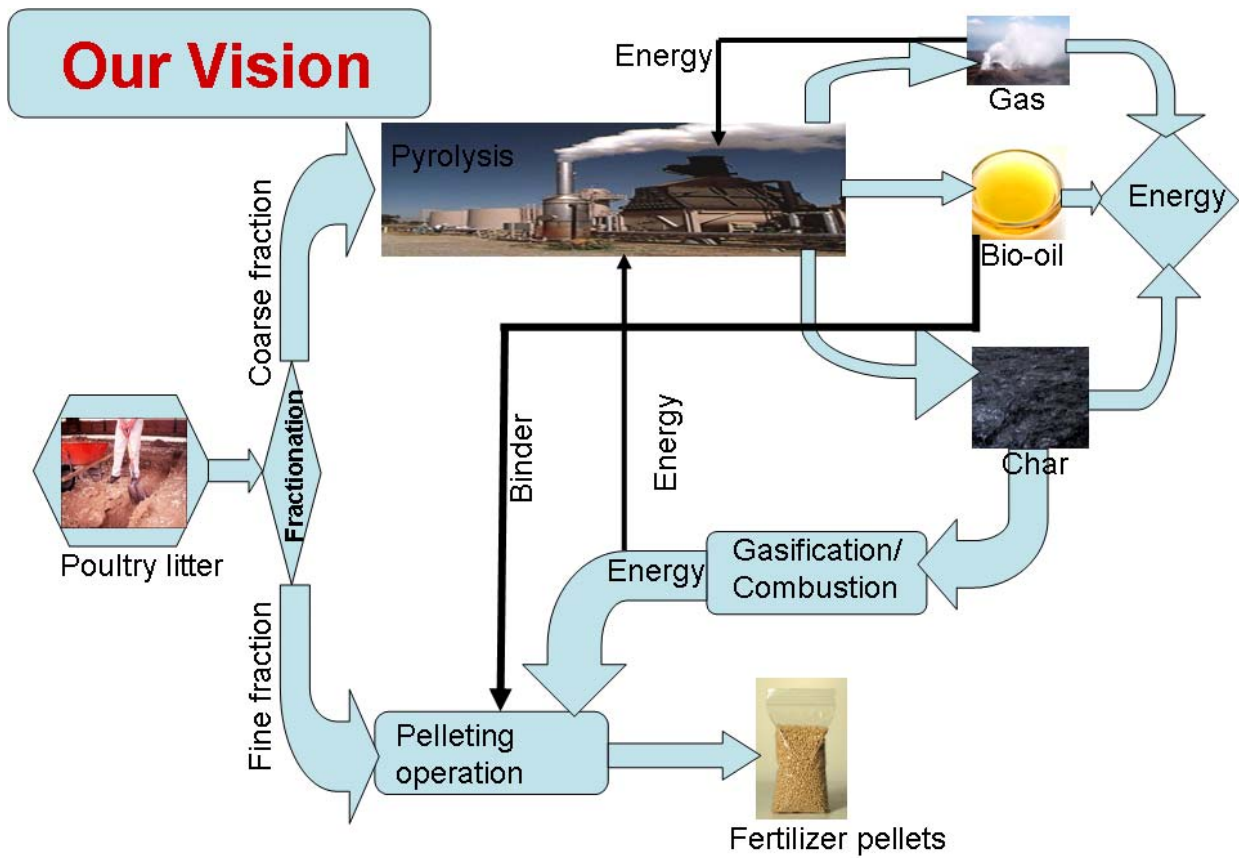 Our Vision
Energy
Gas
Pyrolysis
Energy
Bio-oil
Coarse fraction
Char
Fractionation
Binder
Energy
Poultry litter
Gasification/
Combustion
Energy
Fine fraction
Pelleting
operation
Fertilizer pellets